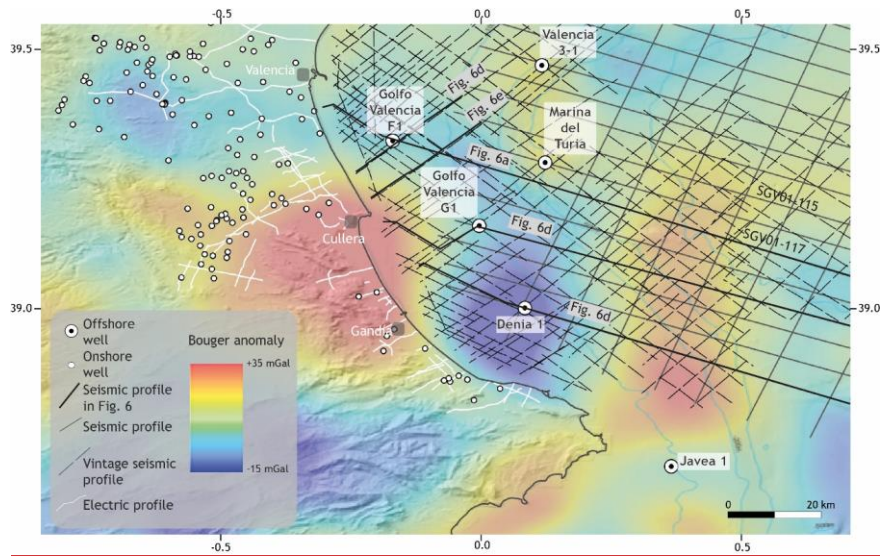 -0.5
0,0
0,5
39.5
39.5
Valencia
3-1
Valencia
Fig. 6d
Golfo
Valencia
F1
Fig. 6e
Marina
del
Turia
Fig. 6a
Golfo
Valencia
G1
SGV01-115
Cullera
Fig. 6d
SGV01-117
39.0
39.0
Fig. 6d
Denia 1
Gandia
Offshore
well
Onshore
well
Seismic profile
in Fig. 6
Seismic profile
Vintage seismic
profile
Electric profile
Bouger anomaly
+35 mGal
-15 mGal
Javea 1
0
20 km
-0.5
0.0
0.5